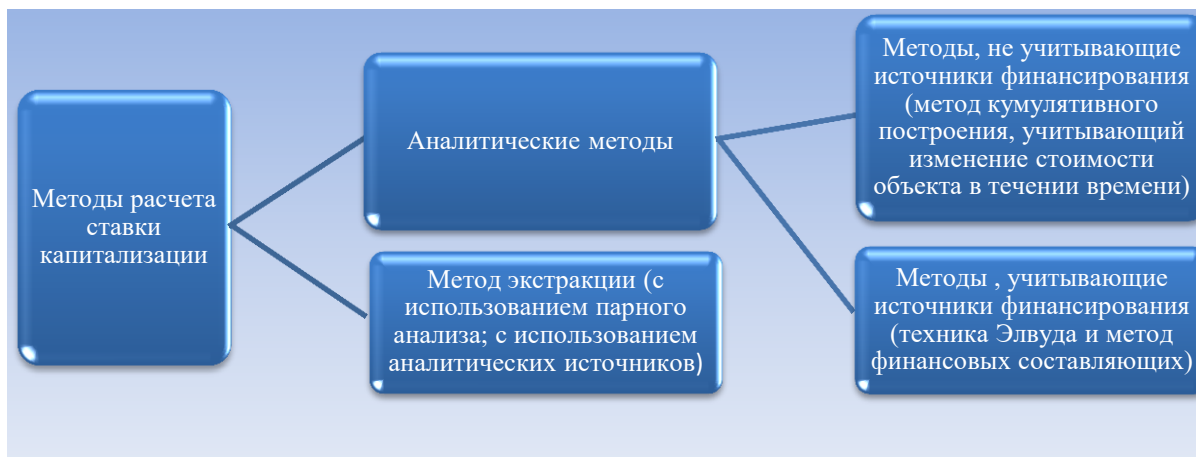 Методы расчета
ставки
капитализации
Аналитические методы
Метод экстракции (с
использованием парного
анализа; с использованием
аналитических источников)
Методы, не учитывающие
источники финансирования
(метод кумулятивного
построения, учитывающий
изменение стоимости
объекта в течении времени)
Методы , учитывающие
источники финансирования
(техника Элвуда и метод
финансовых составляющих)